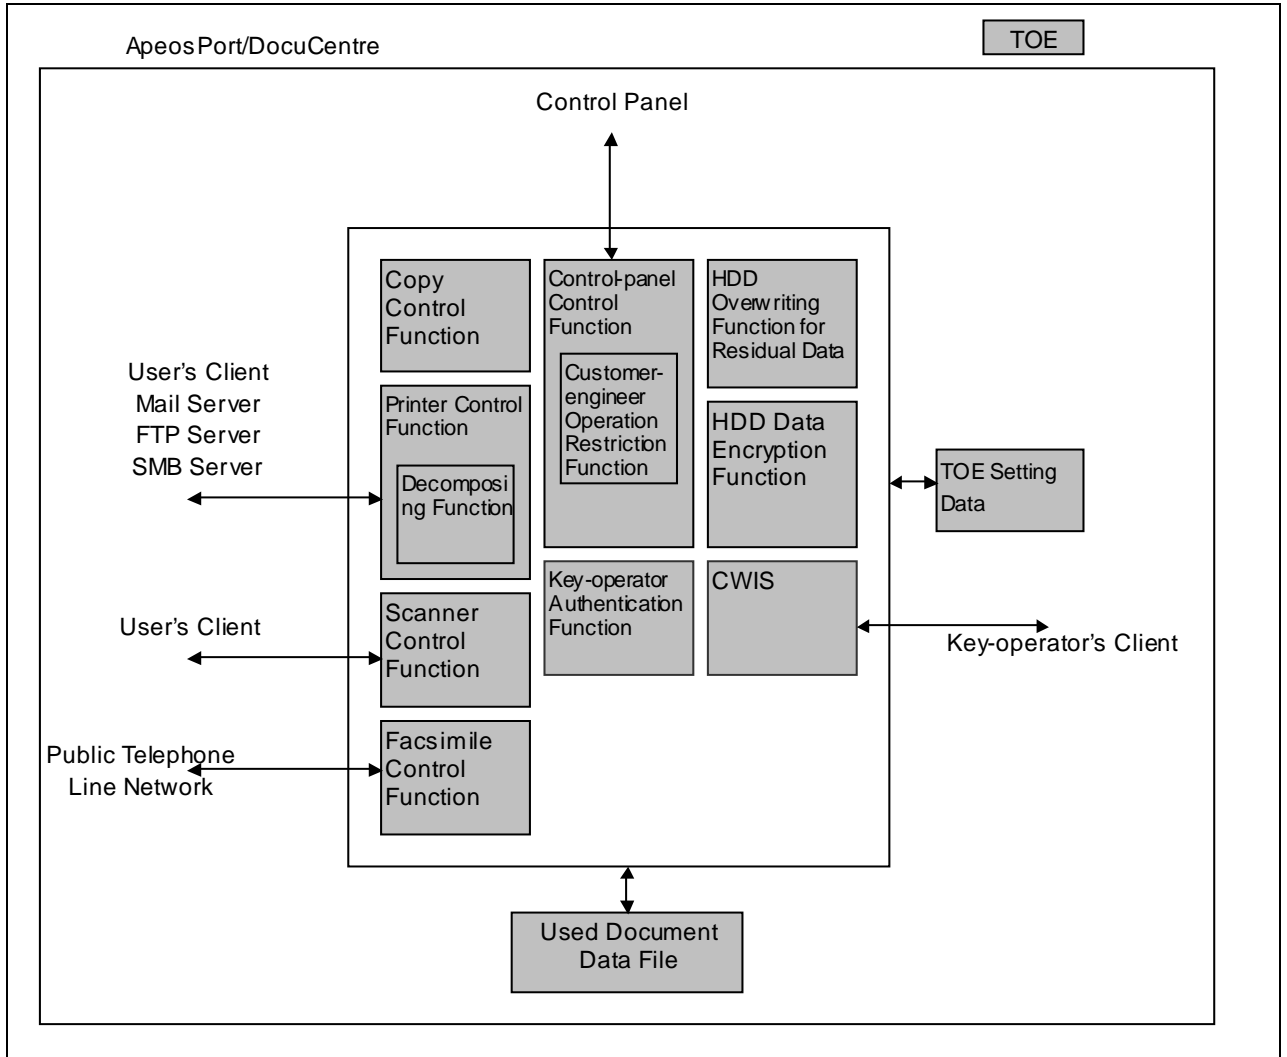 ApeosPort/DocuCentre
TOE
Control Panel
Copy
Control
Function
Control-panel
Control
Function
HDD
Overwriting
Function for
Residual Data
User's Client
Mail Server
FTP Server
SMB Server
Printer Control
Function
Decomposi
ng Function
Customer-
engineer
Operation
Restriction
Function
HDD Data
Encryption
Function
TOE Setting
Data
User's Client
Scanner
Control
Function
Key-operator
Authentication
Function
CWIS
Key-operator's Client
Public Telephone
Line Network
Facsimile
Control
Function
Used Document
Data File